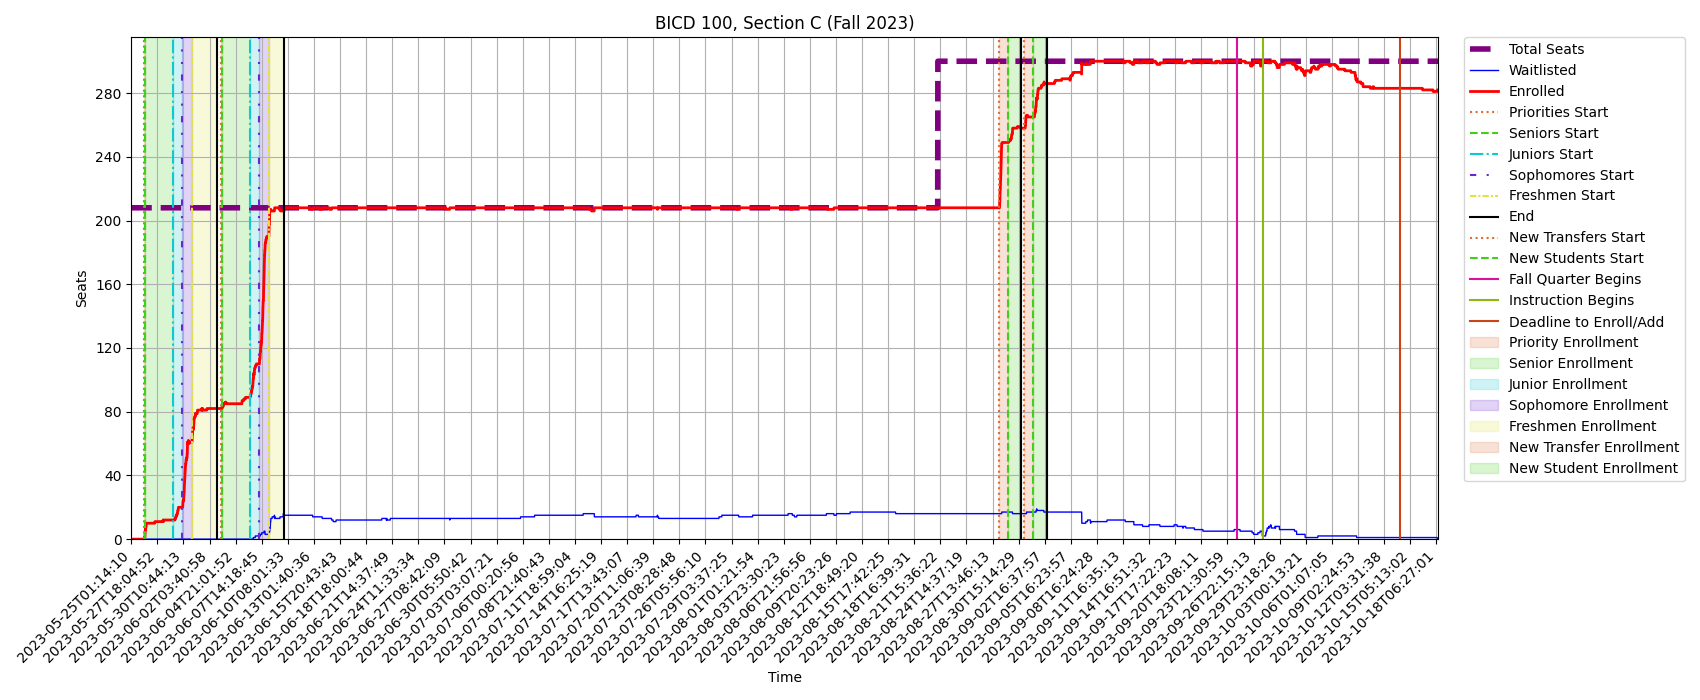 BICD 100, Section C (Fall 2023)
Seats
280
240
200
160
120
80
40
0
2023-05-25T01:14:10
2023-05-27T18:04:52
2023-05-30T10:44:13
2023-06-02T03:40:58
2023-06-04T21:01:52
2023-06-07T14:18:45
2023-06-10T08:01:33
2023-06-13T01:40:36
2023-06-15T20:43:43
2023-06-18T18:00:44
2023-06-21T14:37:49
2023-06-24T11:33:34
2023-06-27T08:42:09
2023-06-30T05:50:42
2023-07-03T03:07:21
2023-07-06T00:20:56
2023-07-08T21:40:43
2023-07-11T18:59:04
2023-07-14T16:25:19
2023-07-17T13:43:07
2023-07-20T11:06:39
2023-07-23T08:28:48
2023-07-26T05:56:10
2023-07-29T03:37:25
2023-08-01T01:21:54
2023-08-03T23:30:23
2023-08-06T21:56:56
2023-08-09T20:23:26
2023-08-12T18:49:20
2023-08-15T17:42:25
2023-08-18T16:39:31
2023-08-21T15:36:22
2023-08-24T14:37:19
2023-08-27T13:46:13
2023-08-30T15:14:29
2023-09-02T16:37:57
2023-09-05T16:23:57
2023-09-08T16:24:28
2023-09-11T16:35:13
2023-09-14T16:51:32
2023-09-17T17:22:23
2023-09-20T18:08:11
2023-09-23T21:30:59
2023-09-26T22:15:13
2023-09-29T23:18:26
2023-10-03T00:13:21
2023-10-06T01:07:05
2023-10-09T02:24:53
2023-10-12T03:31:38
2023-10-15T05:13:02
2023-10-18T06:27:01
Time
Total Seats
Waitlisted
Enrolled
Priorities Start
Seniors Start
Juniors Start
Sophomores Start
Freshmen Start
End
New Transfers Start
New Students Start
Fall Quarter Begins
Instruction Begins
Deadline to Enroll/Add
Priority Enrollment
Senior Enrollment
Junior Enrollment
Sophomore Enrollment
Freshmen Enrollment
New Transfer Enrollment
New Student Enrollment